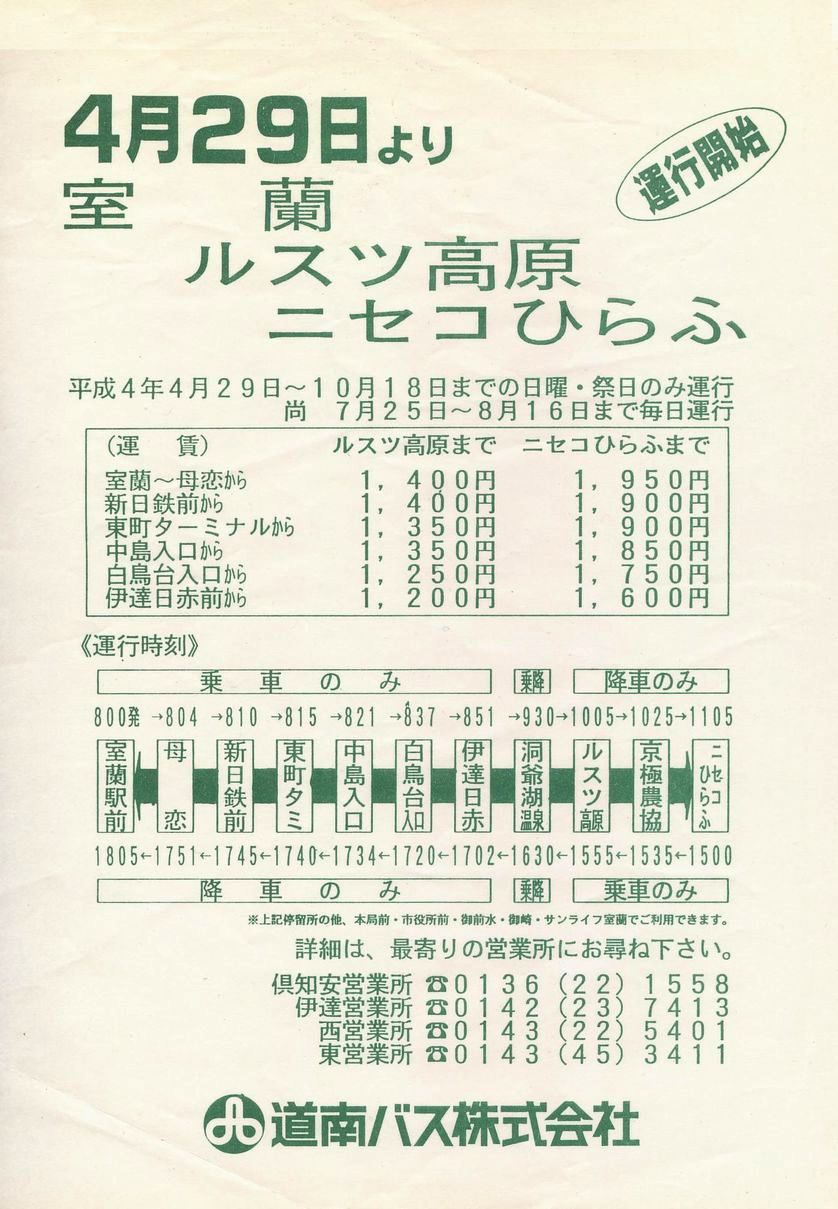 4月29日より
運行開始
室蘭
ルスツ高原
ニセコひらふ
平成4年4月29日～10月18日までの日曜・祭日のみ運行
尚 7月25日～8月16日まで毎日運行
（運 賃） ルスツ高原まで ニセコひらふまで
室蘭～母恋から 1,400円 1,950円
新日鉄前から 1,400円 1,900円
東町ターミナルから 1,350円 1,900円
中島入口から 1,350円 1,850円
白鳥台入口から 1,250円 1,750円
伊達日赤前から 1,200円 1,600円
《運行時刻》
乗車のみ 乗降 降車のみ
800発→804→810→815→821→837→851→930→1005→1025→1105
室蘭駅前 母恋 新日鉄前 東町タミ 中島入口 白鳥台入口 伊達日赤 洞爺湖温泉 ルスツ高原 京極農協 ニセコひらふ
1805←1751←1745←1740←1734←1720←1702←1630←1555←1535←1500
降車のみ 乗降 乗車のみ
※上記停留所の他、本局前・市役所前・御前水・御崎・サンライフ室蘭でご利用できます。
詳細は、最寄りの営業所にお尋ね下さい。
倶知安営業所 ☎0136（22）1558
伊達営業所 ☎0142（23）7413
西営業所 ☎0143（22）5401
東営業所 ☎0143（45）3411
道南バス株式会社